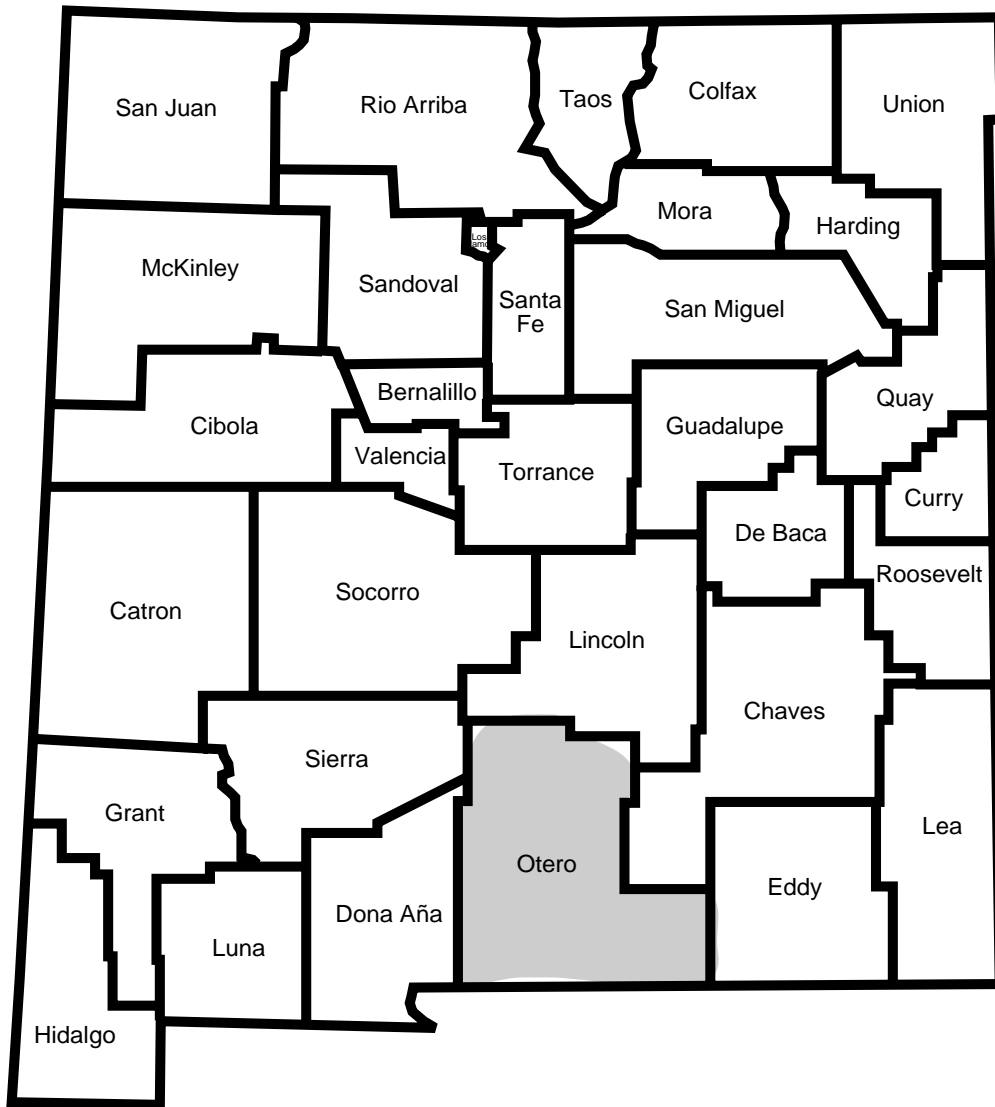 San Juan
Rio Arriba
Taos
Colfax
Union
Mora
Harding
McKinley
Los
Sandoval
Santa
Fe
San Miguel
Bernalillo
Quay
Cibola
Guadalupe
Valencia
Torrance
Curry
De Baca
Roosevelt
Catron
Socorro
Lincoln
Chaves
Sierra
Grant
Lea
Otero
Eddy
Dona Aña
Luna
Hidalgo